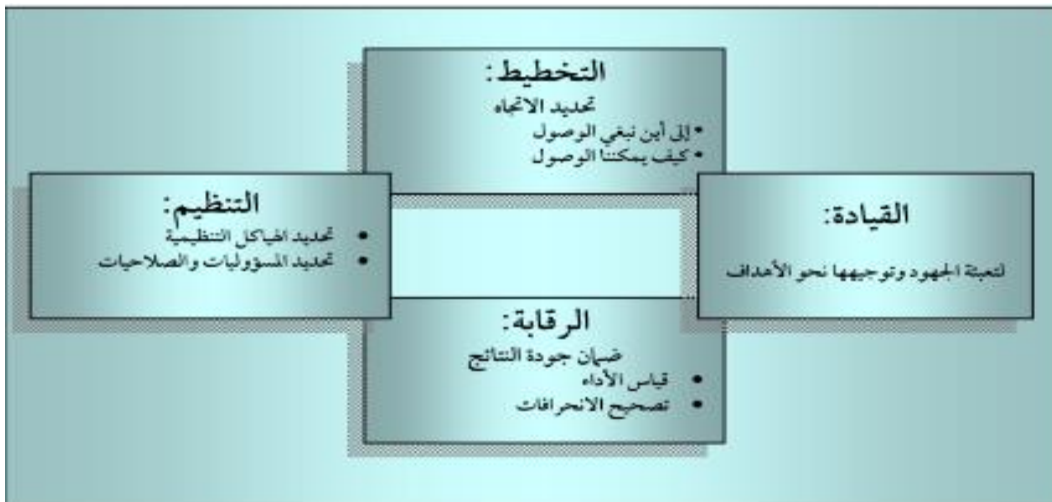 التخطيط:
تحديد الاتجاه
• إلى أين نبغي الوصول
• كيف يمكننا الوصول
القيادة:
لتعبئة الجهود وتوجيهها نحو الأهداف
التنظيم:
• تحديد الهياكل التنظيمية
• تحديد المسؤوليات والصلاحيات
الرقابة:
ضمان جودة النتائج
• قياس الأداء
• تصحيح الانحرافات